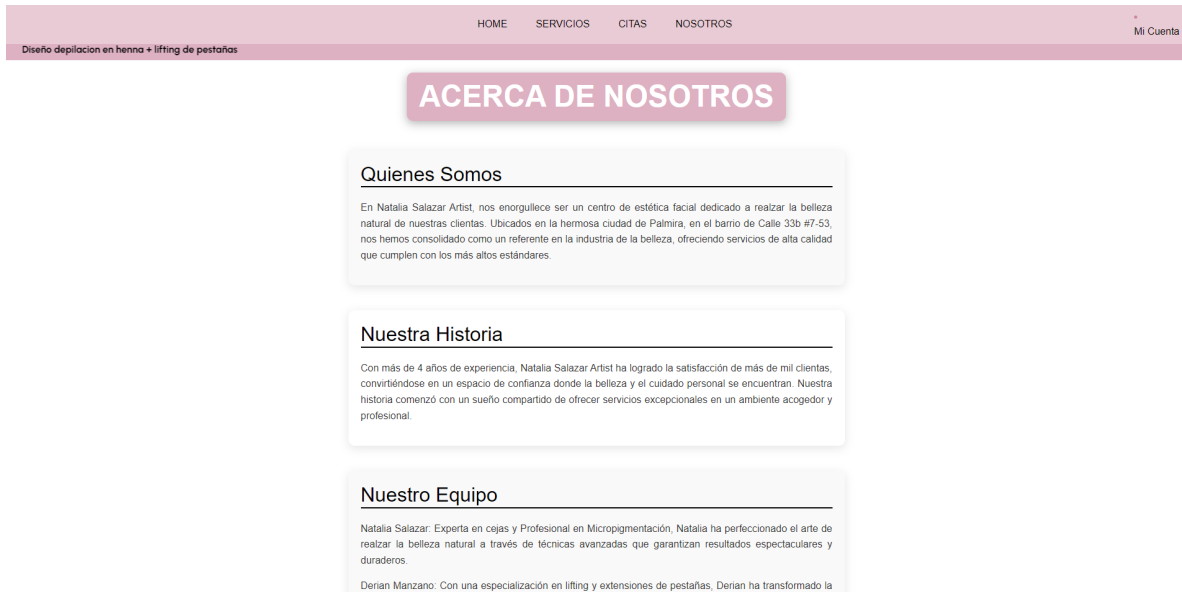 HOME SERVICIOS CITAS NOSOTROS
Mi Cuenta
Diseño depilacion en henna + lifting de pestañas
ACERCA DE NOSOTROS
Quienes Somos
En Natalia Salazar Artist, nos enorgullece ser un centro de estética facial dedicado a realzar la belleza
natural de nuestras clientas. Ubicados en la hermosa ciudad de Palmira, en el barrio de Calle 33b #7-53,
nos hemos consolidado como un referente en la industria de la belleza, ofreciendo servicios de alta calidad
que cumplen con los más altos estándares.
Nuestra Historia
Con más de 4 años de experiencia, Natalia Salazar Artist ha logrado la satisfacción de más de mil clientas,
convirtiéndose en un espacio de confianza donde la belleza y el cuidado personal se encuentran. Nuestra
historia comenzó con un sueño compartido de ofrecer servicios excepcionales en un ambiente acogedor y
profesional.
Nuestro Equipo
Natalia Salazar: Experta en cejas y Profesional en Micropigmentación, Natalia ha perfeccionado el arte de
realzar la belleza natural a través de técnicas avanzadas que garantizan resultados espectaculares y
duraderos.
Derian Manzano: Con una especialización en lifting y extensiones de pestañas, Derian ha transformado la